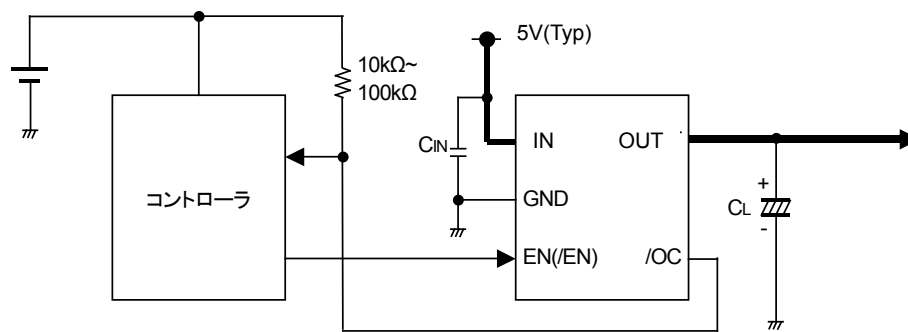 5V(Typ)
10kΩ~
100kΩ
CIN
IN
OUT
コントローラ
GND
+
CL
-
EN(/EN)
/OC